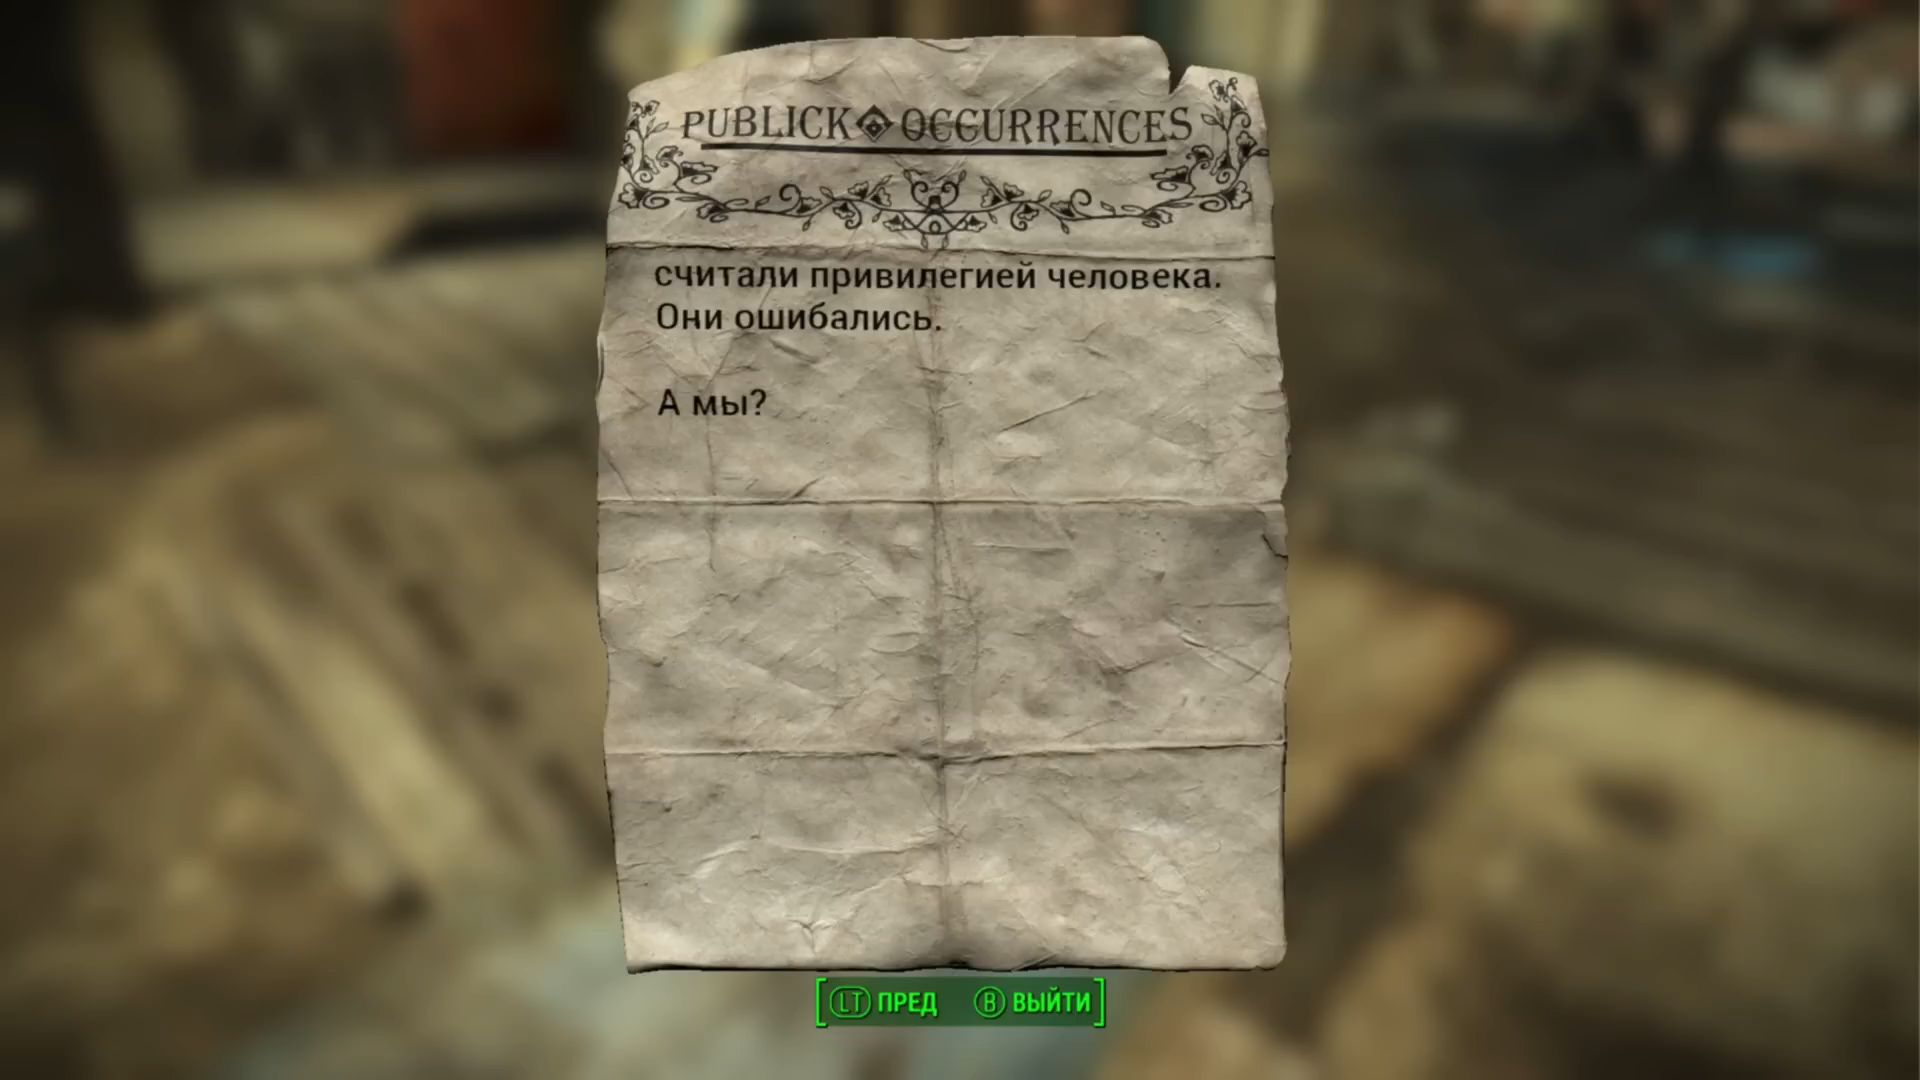 PUBLICK OCCURRENCES
считали привилегией человека.
Они ошибались.
А мы?
LT ПРЕД B ВЫЙТИ